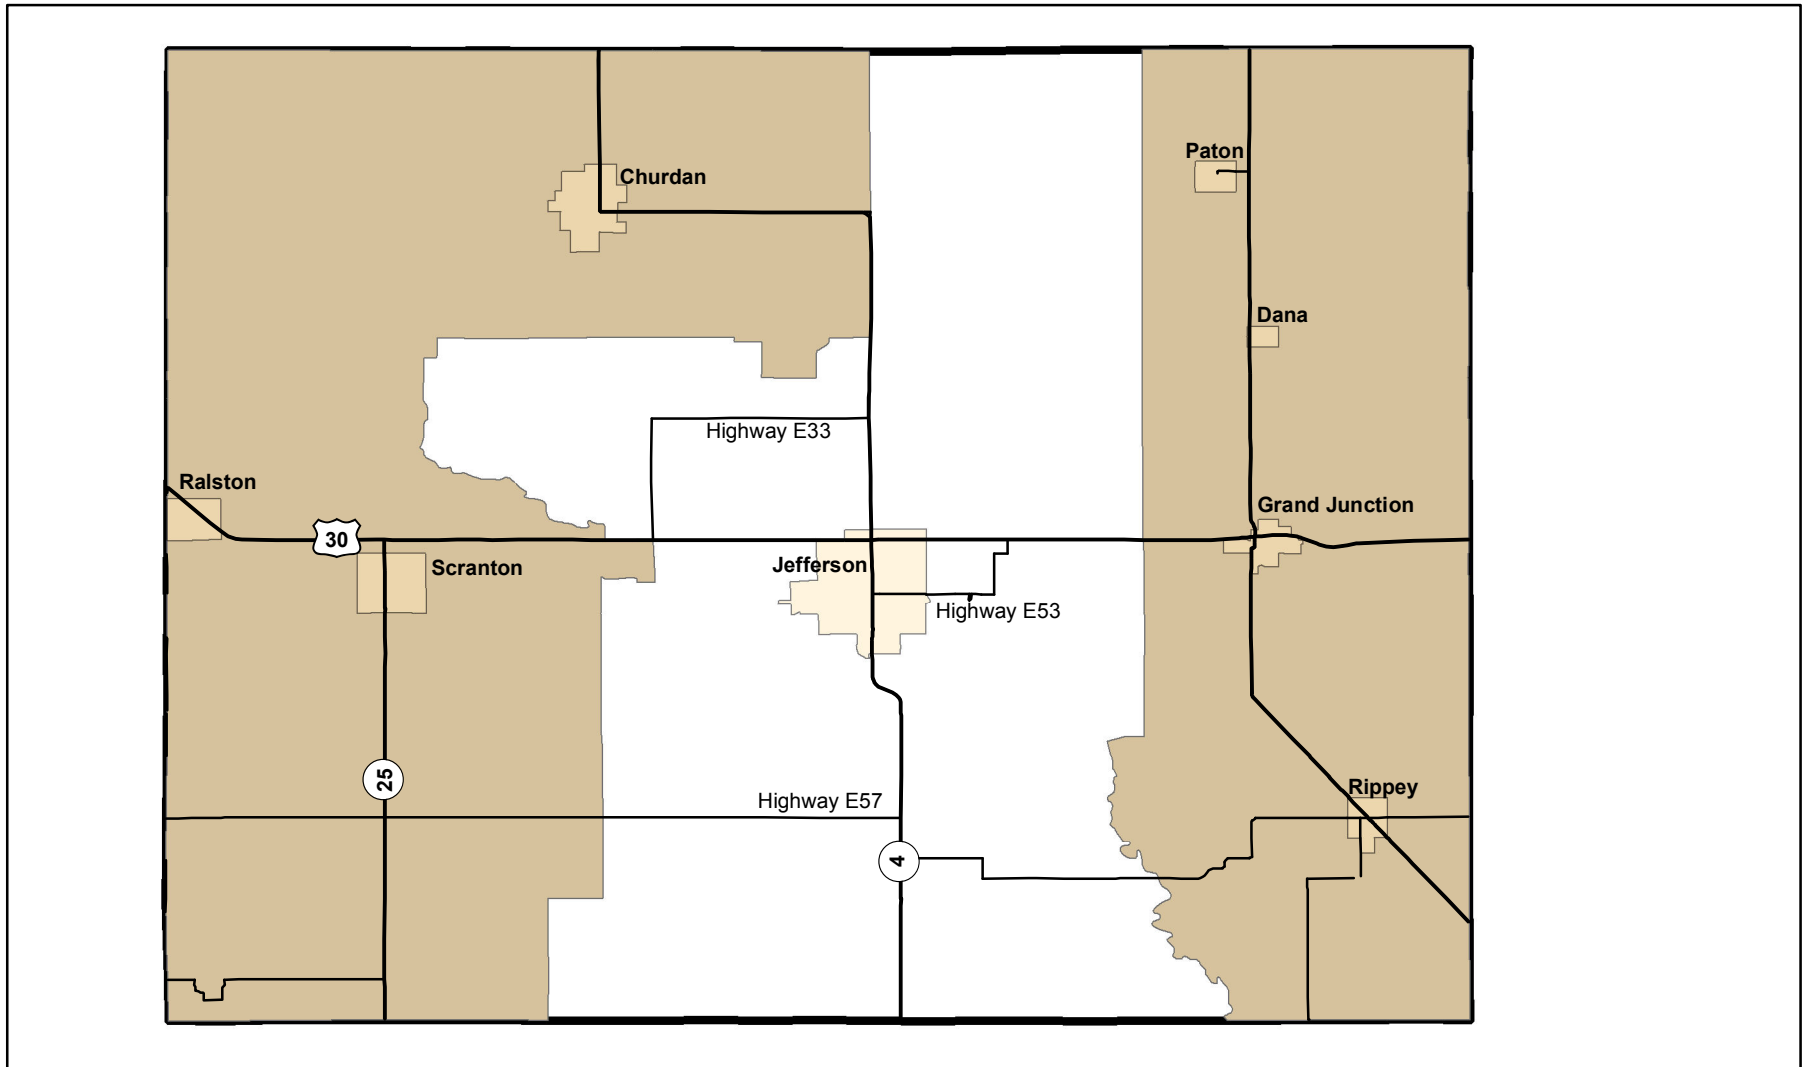 Paton
Churdan
Dana
Highway E33
Ralston
Grand Junction
30
Scranton
Jefferson
Highway E53
25
Rippey
Highway E57
4